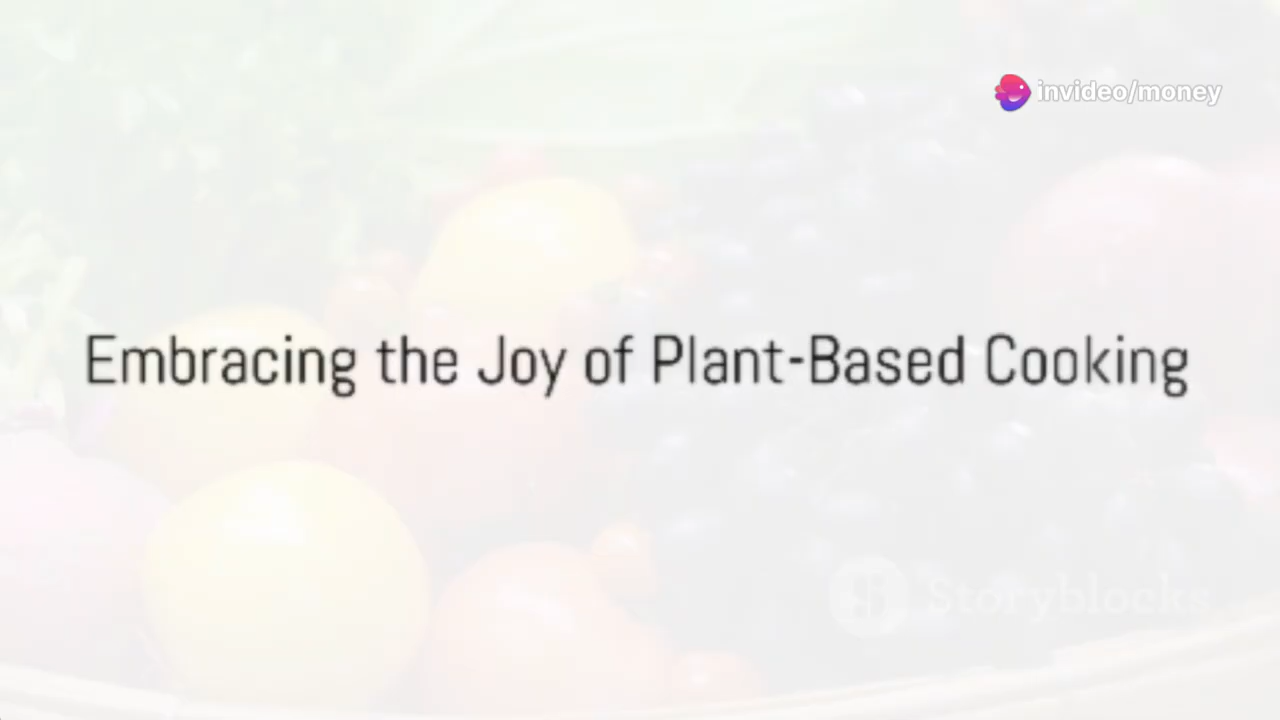 invideo/money
Embracing the Joy of Plant-Based Cooking
Storyblocks